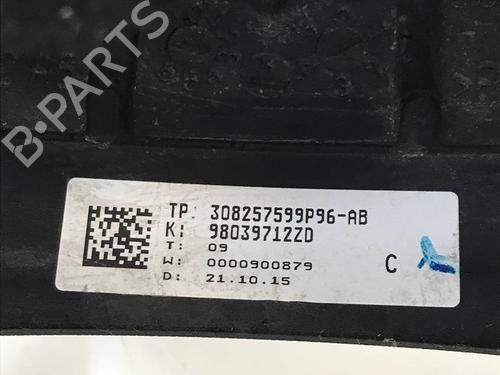 B-PARTS
TP: 308257599P96-AB
K: 98039712ZD
T: 09
W: 0000900879
D: 21.10.15
C